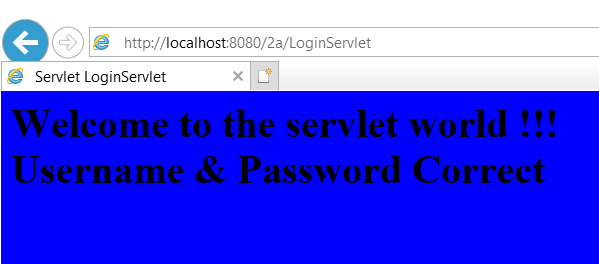 http://localhost:8080/2a/LoginServlet
Servlet LoginServlet
Welcome to the servlet world !!!
Username & Password Correct